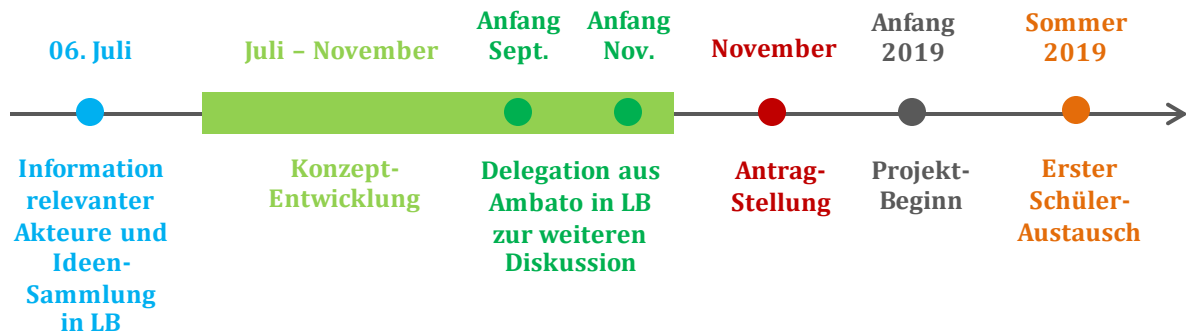 06. Juli
Juli – November
Anfang
Sept.
Anfang
Nov.
November
Anfang
2019
Sommer
2019
Information
relevanter
Akteure und
Ideen-
Sammlung
in LB
Konzept-
Entwicklung
Delegation aus
Ambato in LB
zur weiteren
Diskussion
Antrag-
Stellung
Projekt-
Beginn
Erster
Schüler-
Austausch